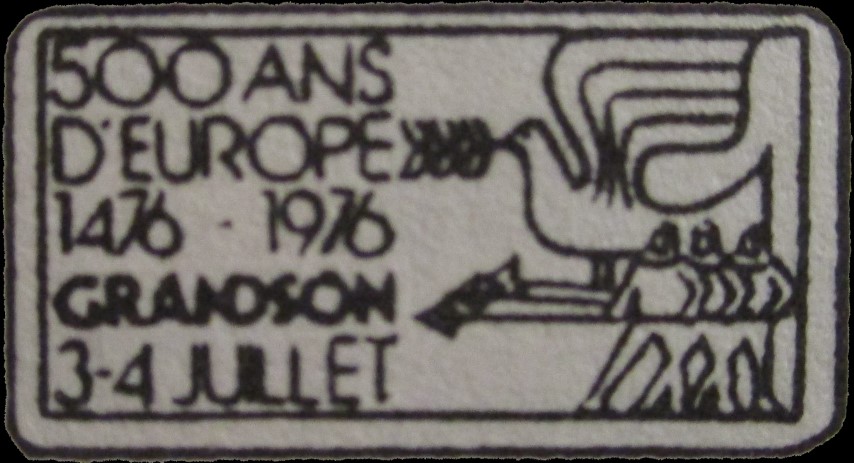 500 ANS
D'EUROPE
1476 - 1976
GRANDSON
3-4 JUILLET